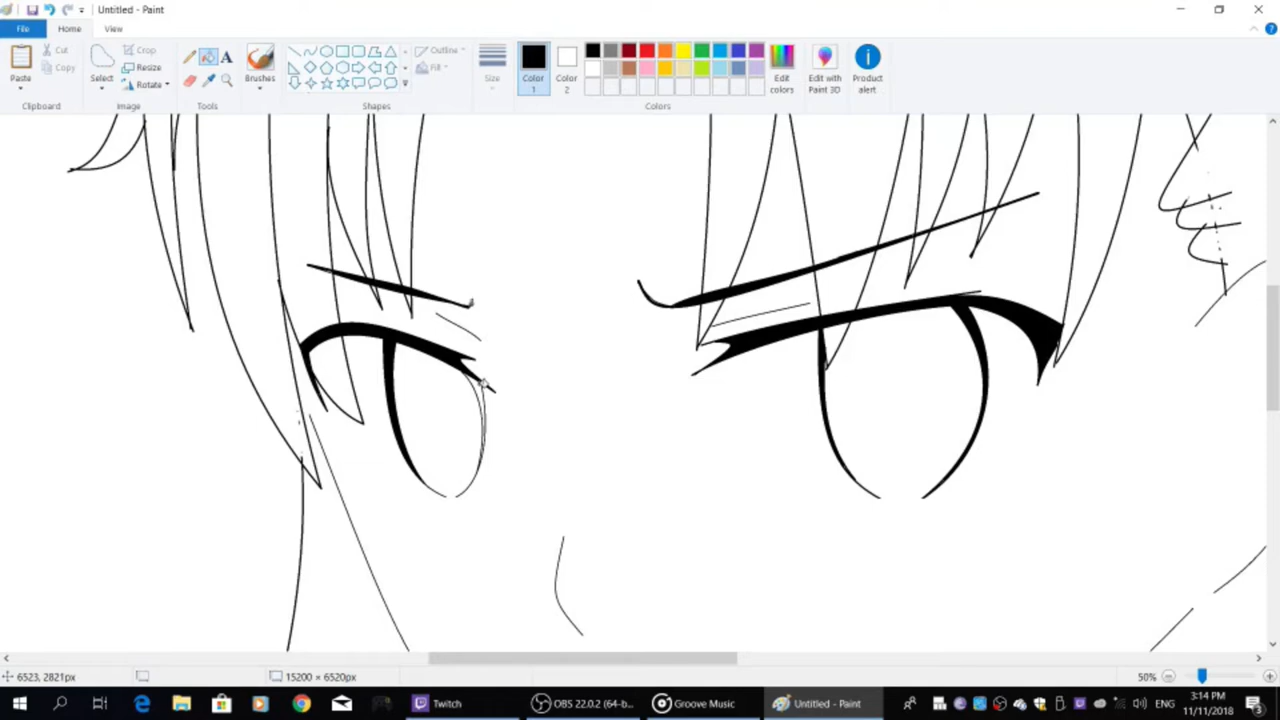 Untitled - Paint
File Home View
Paste
Cut
Copy
Select
Crop
Resize
Rotate
Brushes
Outline
Fill
Size
Color 1
Color 2
Edit colors
Edit with Paint 3D
Product alert
Clipboard Image Tools Shapes Colors
6523, 2821px
15200 × 6520px
50%
Twitch
OBS 22.0.2 (64-b...
Groove Music
Untitled - Paint
ENG
3:14 PM
11/11/2018
3